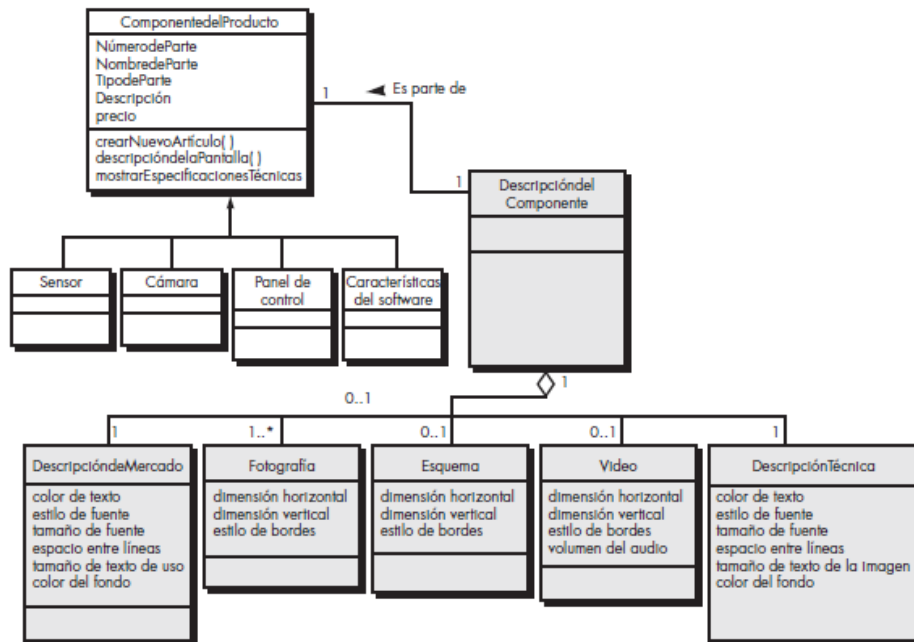 ComponentedelProducto
NúmerodeParte
NombredeParte
TipodeParte
Descripción
precio
crearNuevoArtículo( )
descripcióndelaPantalla( )
mostrarEspecificacionesTécnicas
1
Es parte de
1
Descripcióndel
Componente
Sensor
Cámara
Panel de
control
Características
del software
1
0..1
1
1..*
0..1
0..1
1
DescripcióndeMercado
color de texto
estilo de fuente
tamaño de fuente
espacio entre líneas
tamaño de texto de uso
color del fondo
Fotografía
dimensión horizontal
dimensión vertical
estilo de bordes
Esquema
dimensión horizontal
dimensión vertical
estilo de bordes
Video
dimensión horizontal
dimensión vertical
estilo de bordes
volumen del audio
DescripciónTécnica
color de texto
estilo de fuente
tamaño de fuente
espacio entre líneas
tamaño de texto de la imagen
color del fondo